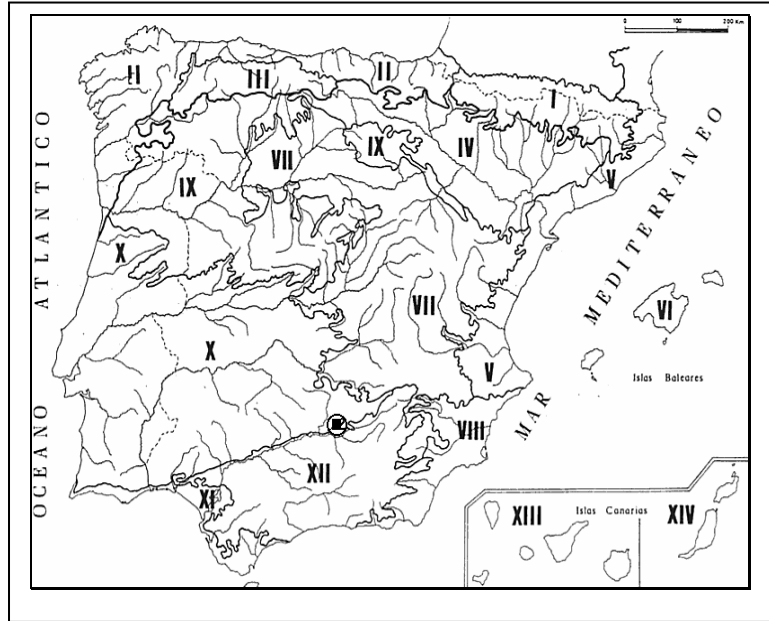 0 100 200 Km
II
III
II
I
IV
VII
IX
IX
V
X
VI
VII
X
V
VIII
XII
XI
XIII
XIV
OCEANO ATLANTICO
MAR MEDITERRÁNEO
Islas Baleares
Islas Canarias